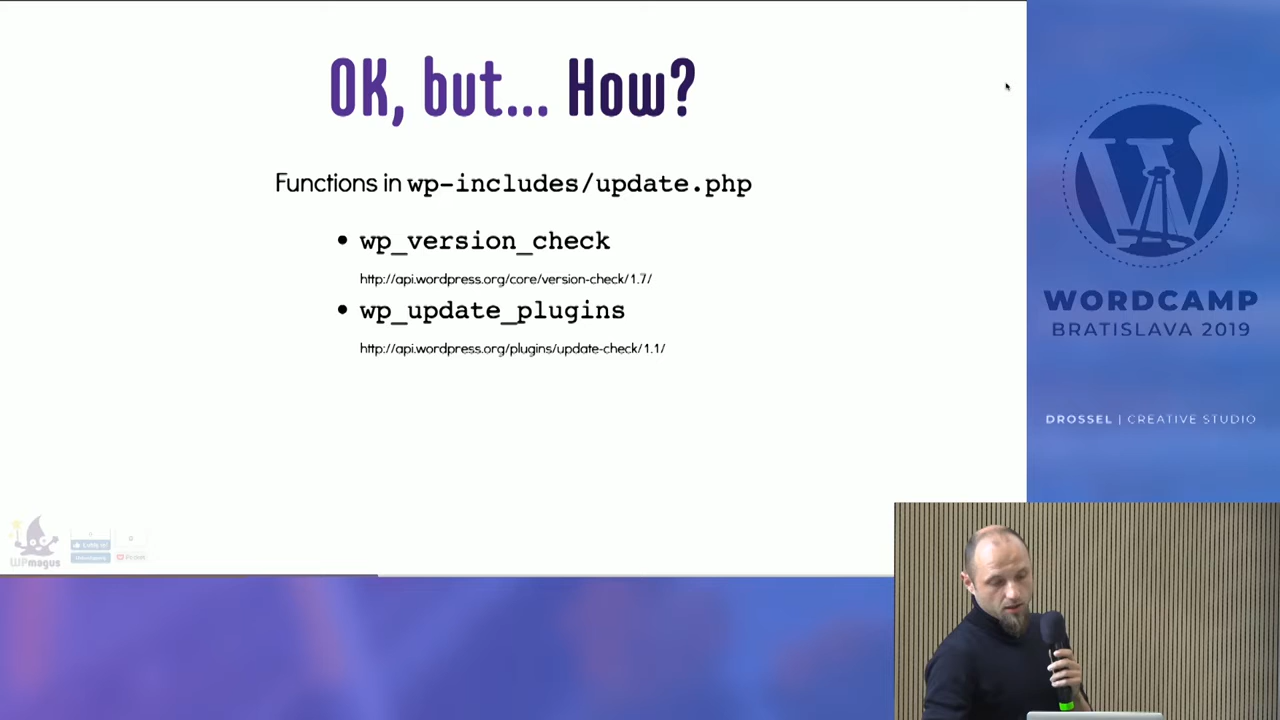 OK, but... How?
Functions in wp-includes/update.php
• wp_version_check
http://api.wordpress.org/core/version-check/1.7/
• wp_update_plugins
http://api.wordpress.org/plugins/update-check/1.1/
WPmagus
WORDCAMP
BRATISLAVA 2019
DROSSEL | CREATIVE STUDIO